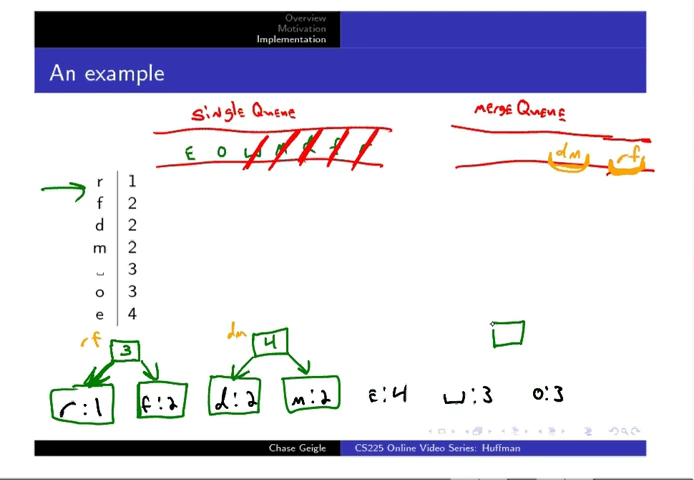 Overview
Motivation
Implementation
An example
Single Queue
merge Queue
E O ␣ m d f r
dm rf
r 1
f 2
d 2
m 2
␣ 3
o 3
e 4
rf 3
dm 4
r:1 f:2 d:2 m:2 E:4 ␣:3 O:3
Chase Geigle CS225 Online Video Series: Huffman